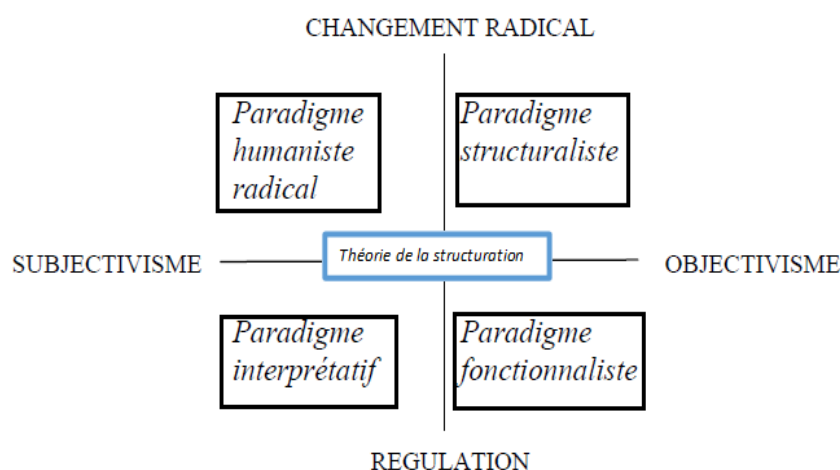 CHANGEMENT RADICAL
Paradigme
humaniste
radical
Paradigme
structuraliste
SUBJECTIVISME
Théorie de la structuration
OBJECTIVISME
Paradigme
interprétatif
Paradigme
fonctionnaliste
REGULATION